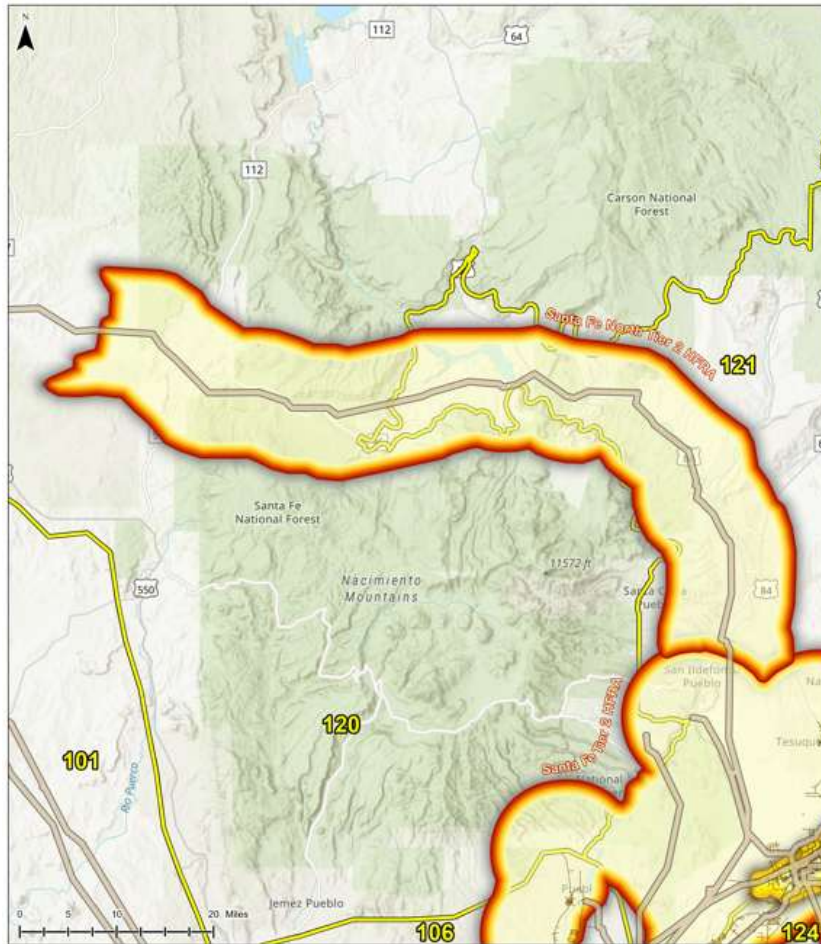 N
112
64
112
Carson National
Forest
Santa Fe North Tier 2 HFRA
121
Santa Fe
National Forest
11572 ft
Nacimiento
Mountains
550
84
San Ildefonso
Pueblo
Santa Fe Tier 2 HFRA
120
Tesuque
101
National
Rio Puerco
Jemez Pueblo
0 5 10 20 Miles
106
124